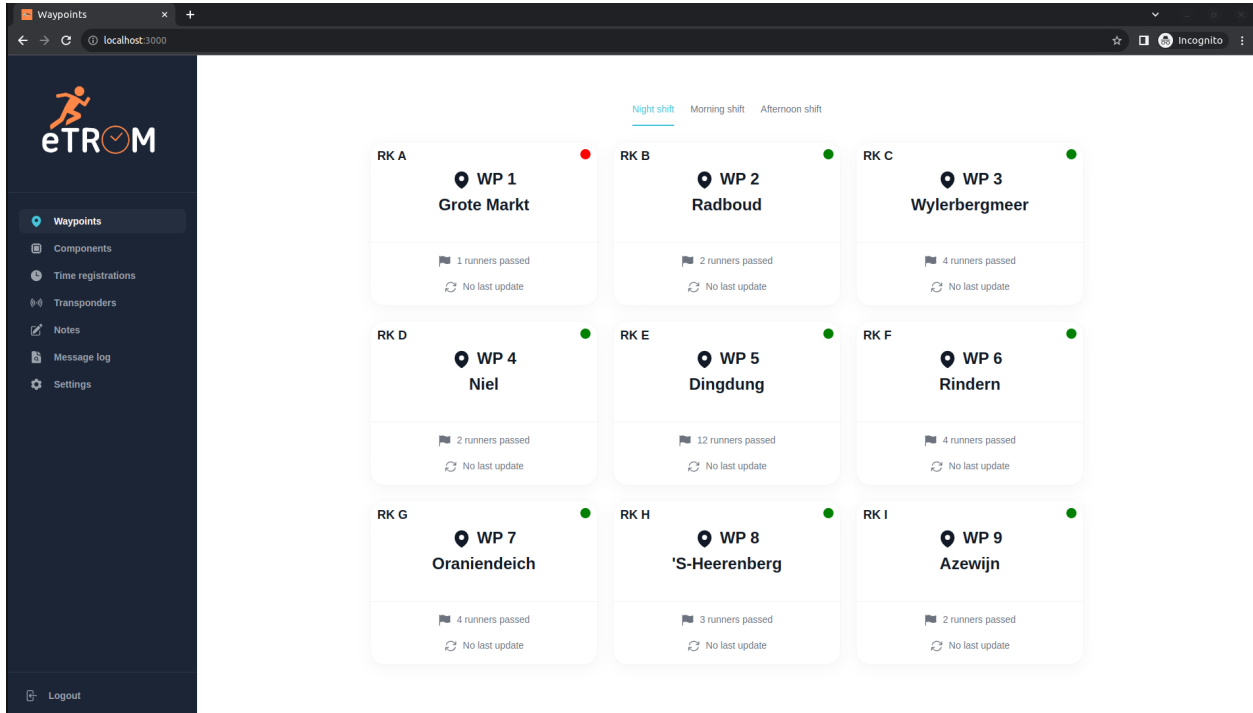 Waypoints
localhost:3000
Incognito
eTROM
Waypoints
Components
Time registrations
Transponders
Notes
Message log
Settings
Logout
Night shift Morning shift Afternoon shift
RK A
WP 1
Grote Markt
1 runners passed
No last update
RK B
WP 2
Radboud
2 runners passed
No last update
RK C
WP 3
Wylerbergmeer
4 runners passed
No last update
RK D
WP 4
Niel
2 runners passed
No last update
RK E
WP 5
Dingdung
12 runners passed
No last update
RK F
WP 6
Rindern
4 runners passed
No last update
RK G
WP 7
Oraniendeich
4 runners passed
No last update
RK H
WP 8
'S-Heerenberg
3 runners passed
No last update
RK I
WP 9
Azewijn
2 runners passed
No last update